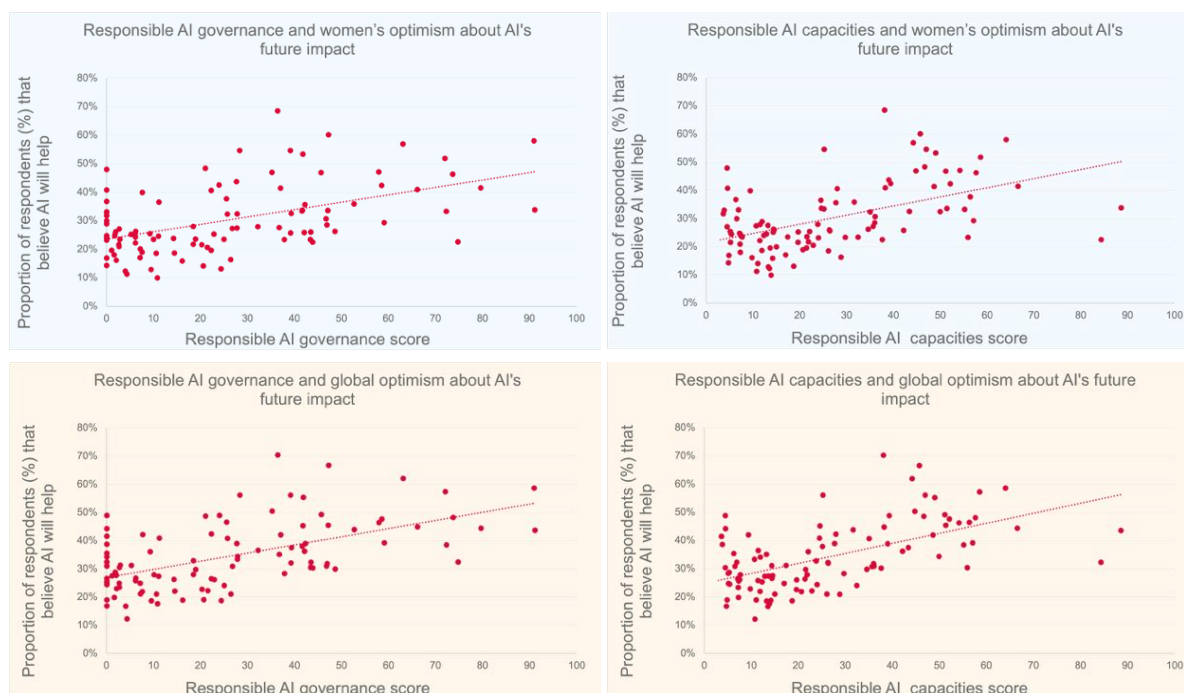 Responsible AI governance and women's optimism about AI's
future impact
Proportion of respondents (%) that
believe AI will help
80%
70%
60%
50%
40%
30%
20%
10%
0%
0 10 20 30 40 50 60 70 80 90 100
Responsible AI governance score
Responsible AI capacities and women's optimism about AI's
future impact
Proportion of respondents (%) that
believe AI will help
80%
70%
60%
50%
40%
30%
20%
10%
0%
0 10 20 30 40 50 60 70 80 90 100
Responsible AI capacities score
Responsible AI governance and global optimism about AI's
future impact
Proportion of respondents (%) that
believe AI will help
80%
70%
60%
50%
40%
30%
20%
10%
0%
0 10 20 30 40 50 60 70 80 90 100
Responsible AI governance score
Responsible AI capacities and global optimism about AI's future
impact
Proportion of respondents (%) that
believe AI will help
80%
70%
60%
50%
40%
30%
20%
10%
0%
0 10 20 30 40 50 60 70 80 90 100
Responsible AI capacities score